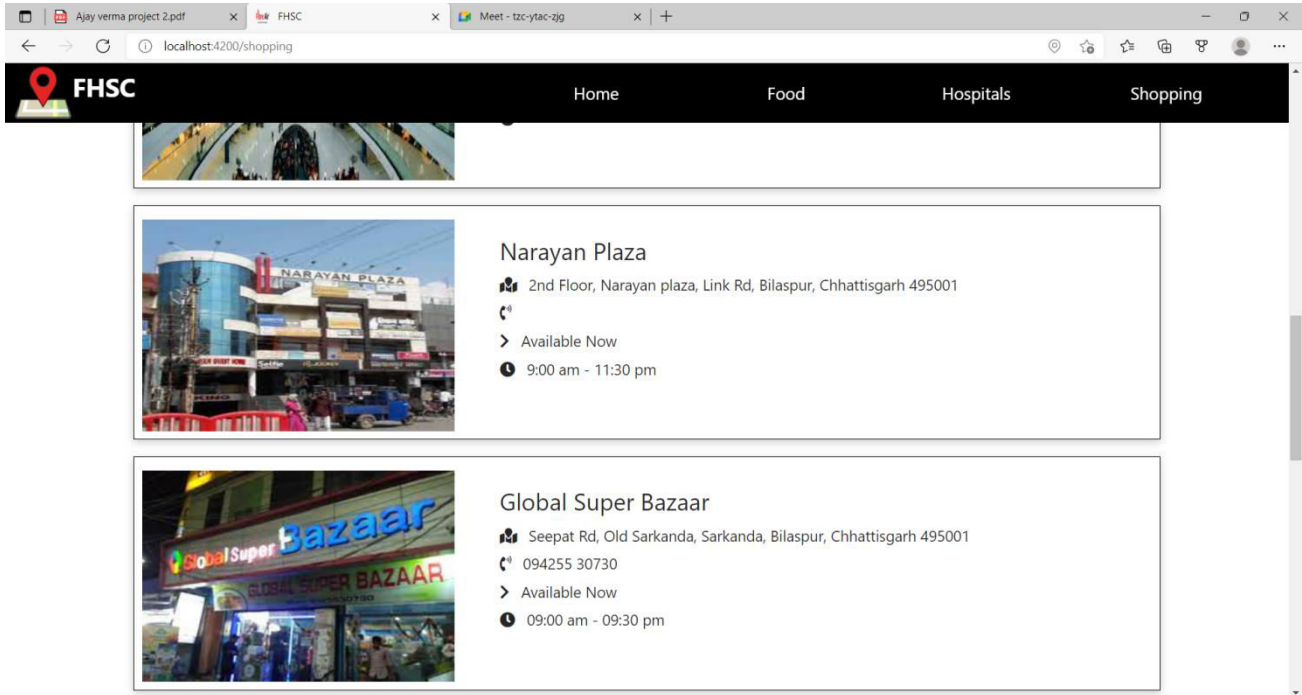 Ajay verma project 2.pdf
FHSC
Meet - tzc-ytac-zjg
localhost:4200/shopping
FHSC
Home
Food
Hospitals
Shopping
NARAYAN PLAZA
Narayan Plaza
2nd Floor, Narayan plaza, Link Rd, Bilaspur, Chhattisgarh 495001
Available Now
9:00 am - 11:30 pm
Selfie
KING
Global Super Bazaar
GLOBAL SUPER BAZAAR
Global Super Bazaar
Seepat Rd, Old Sarkanda, Sarkanda, Bilaspur, Chhattisgarh 495001
094255 30730
Available Now
09:00 am - 09:30 pm